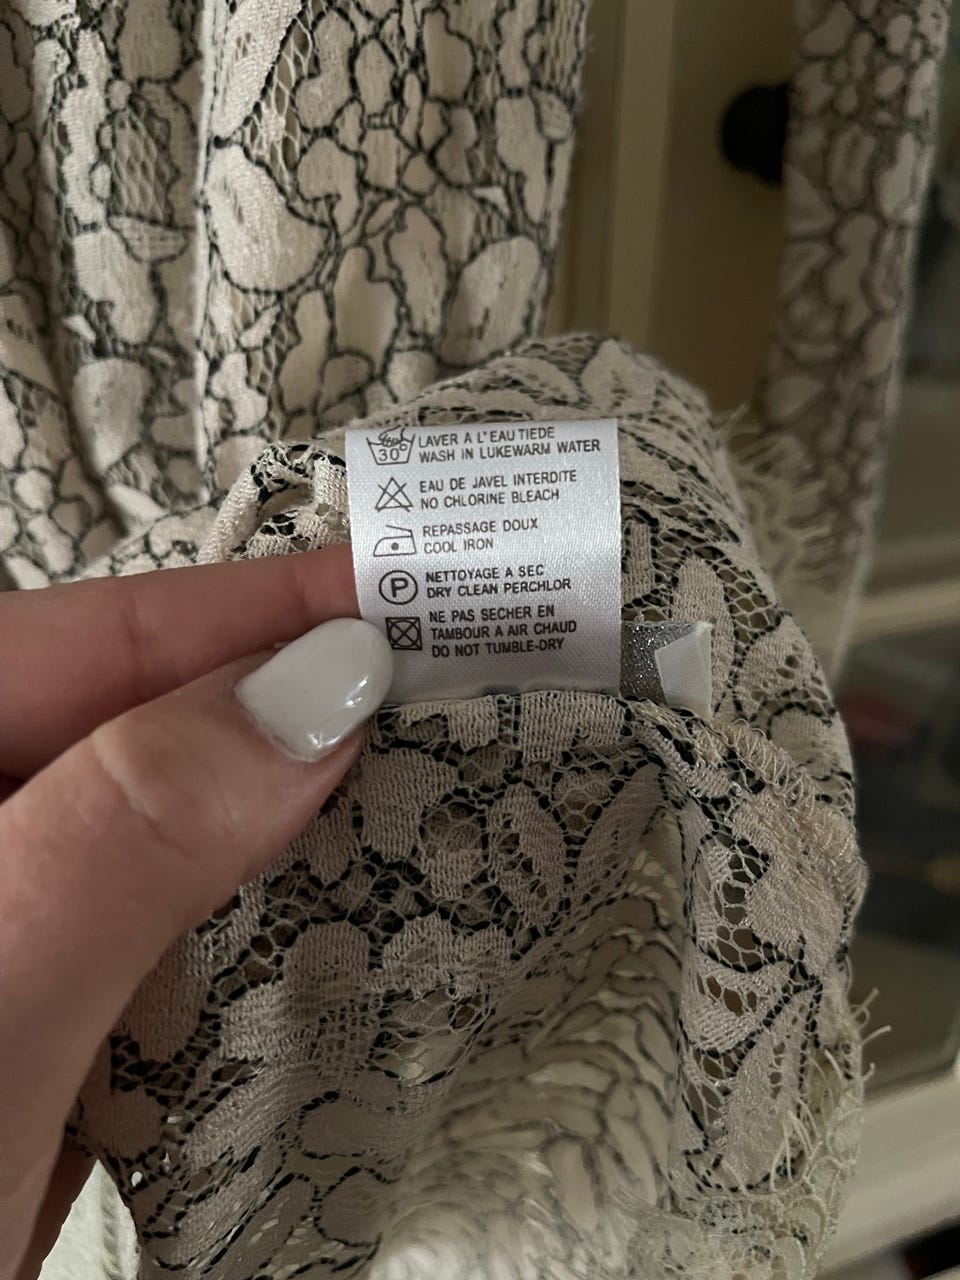 30° LAVER A L'EAU TIEDE
WASH IN LUKEWARM WATER
EAU DE JAVEL INTERDITE
NO CHLORINE BLEACH
REPASSAGE DOUX
COOL IRON
P NETTOYAGE A SEC
DRY CLEAN PERCHLOR
NE PAS SECHER EN
TAMBOUR A AIR CHAUD
DO NOT TUMBLE-DRY